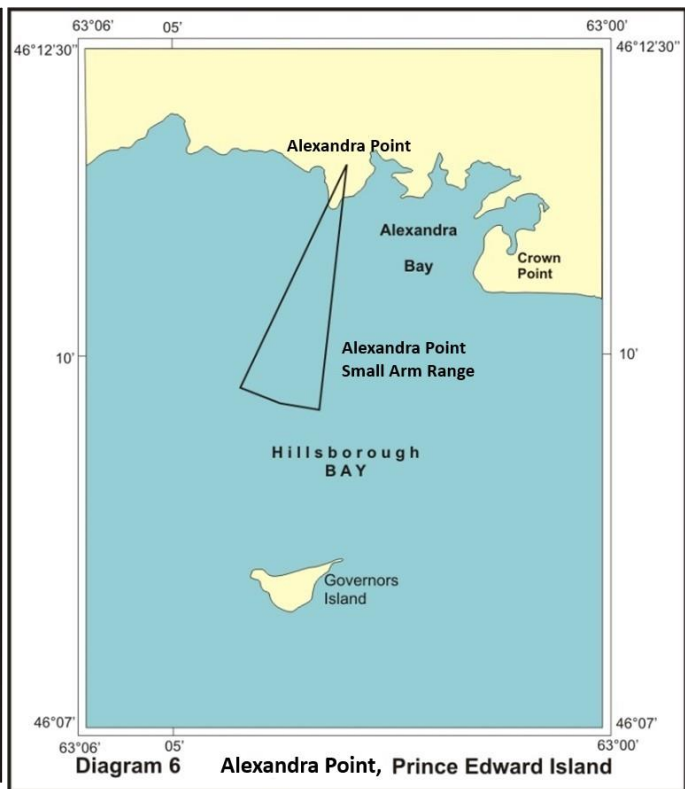 63°06’ 05’ 63°00’
46°12’30” 46°12’30”
Alexandra Point
Alexandra
Bay
Crown
Point
10’ 10’
Alexandra Point
Small Arm Range
Hillsborough
BAY
Governors
Island
46°07’ 46°07’
63°06’ 05’ 63°00’
Diagram 6 Alexandra Point, Prince Edward Island